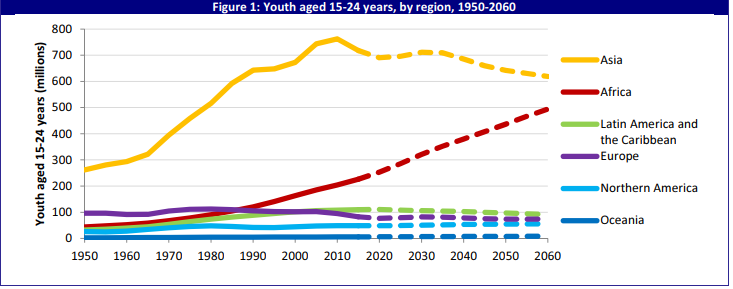 Figure 1: Youth aged 15-24 years, by region, 1950-2060
Youth aged 15-24 years (millions)
800
700
600
500
400
300
200
100
0
1950
1960
1970
1980
1990
2000
2010
2020
2030
2040
2050
2060
Asia
Africa
Latin America and
the Caribbean
Europe
Northern America
Oceania